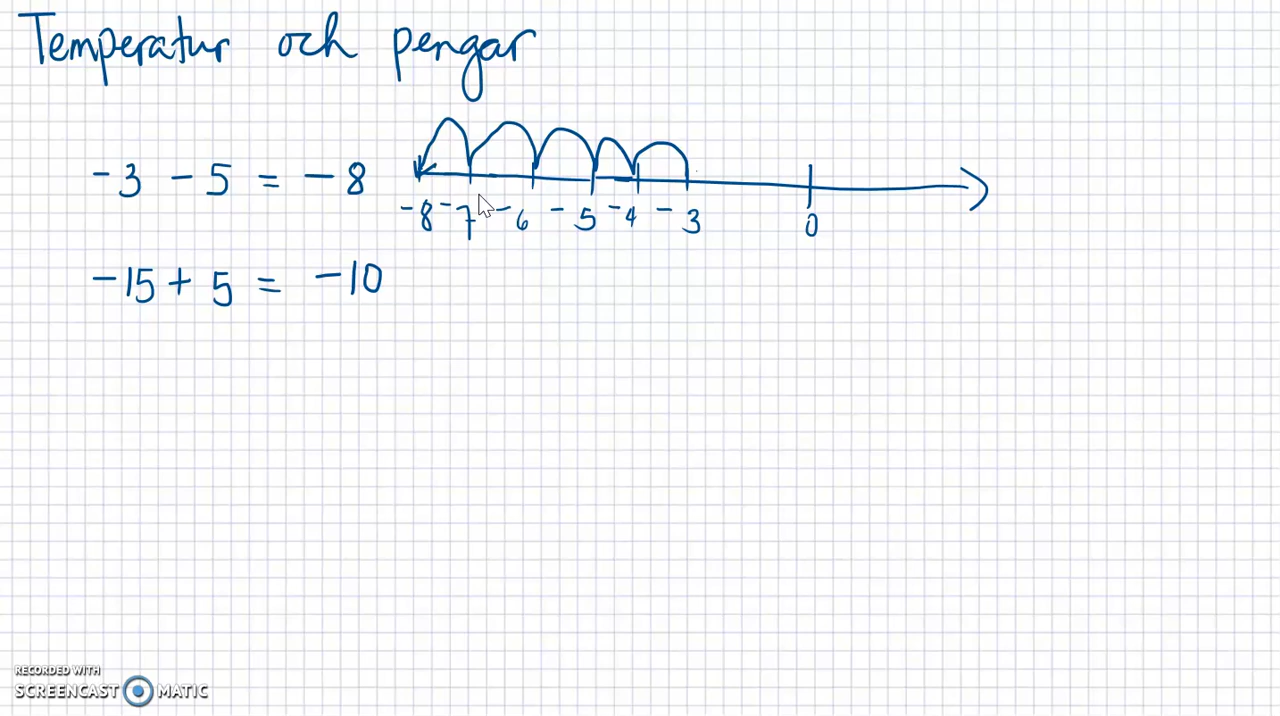 Temperatur och pengar
-3 - 5 = -8
-8 -7 -6 -5 -4 -3 0
-15 + 5 = -10
RECORDED WITH
SCREENCAST MATIC